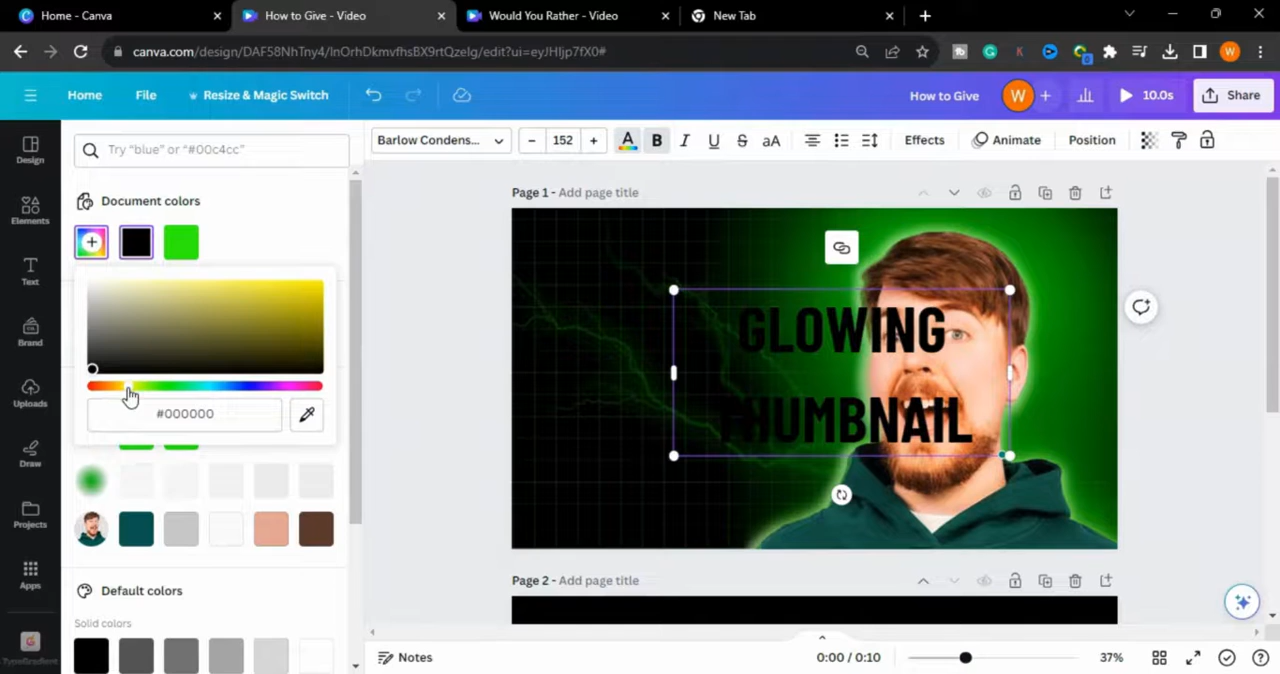 Home - Canva
How to Give - Video
Would You Rather - Video
New Tab
canva.com/design/DAF58NhTny4/lnOrhDkmvfhsBX9rtQzelg/edit?ui=eyJHIjp7fX0#
Home
File
Resize & Magic Switch
How to Give
W
10.0s
Share
Design
Elements
Text
Brand
Uploads
Draw
Projects
Apps
TypeGradient
Try "blue" or "#00c4cc"
Document colors
#000000
Default colors
Solid colors
Barlow Condens...
152
A
B
I
U
S
aA
Effects
Animate
Position
Page 1 - Add page title
GLOWING
THUMBNAIL
Page 2 - Add page title
Notes
0:00 / 0:10
37%